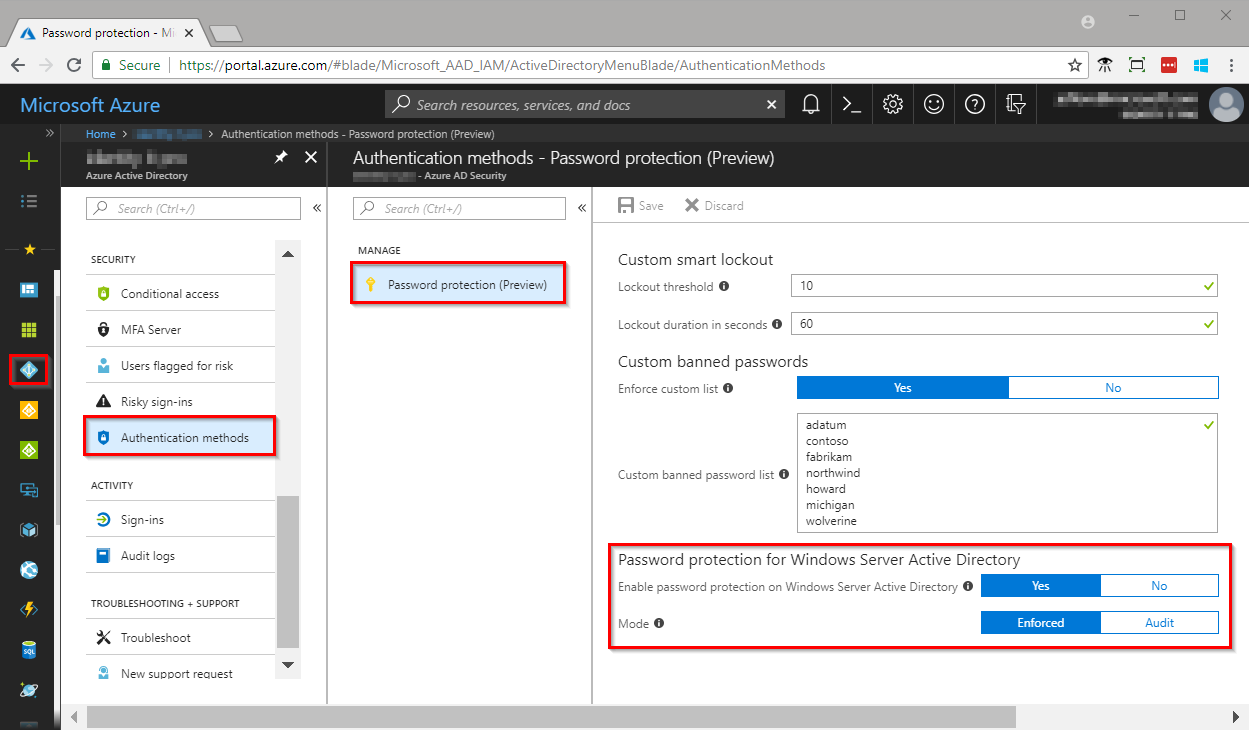 Password protection - Mi
Secure
https://portal.azure.com/#blade/Microsoft_AAD_IAM/ActiveDirectoryMenuBlade/AuthenticationMethods
Microsoft Azure
Search resources, services, and docs
Home > > Authentication methods - Password protection (Preview)
Azure Active Directory
Search (Ctrl+/)
SECURITY
Conditional access
MFA Server
Users flagged for risk
Risky sign-ins
Authentication methods
ACTIVITY
Sign-ins
Audit logs
TROUBLESHOOTING + SUPPORT
Troubleshoot
New support request
Authentication methods - Password protection (Preview)
- Azure AD Security
Search (Ctrl+/)
MANAGE
Password protection (Preview)
Save Discard
Custom smart lockout
Lockout threshold 10
Lockout duration in seconds 60
Custom banned passwords
Enforce custom list Yes No
Custom banned password list
adatum
contoso
fabrikam
northwind
howard
michigan
wolverine
Password protection for Windows Server Active Directory
Enable password protection on Windows Server Active Directory Yes No
Mode Enforced Audit
SQL